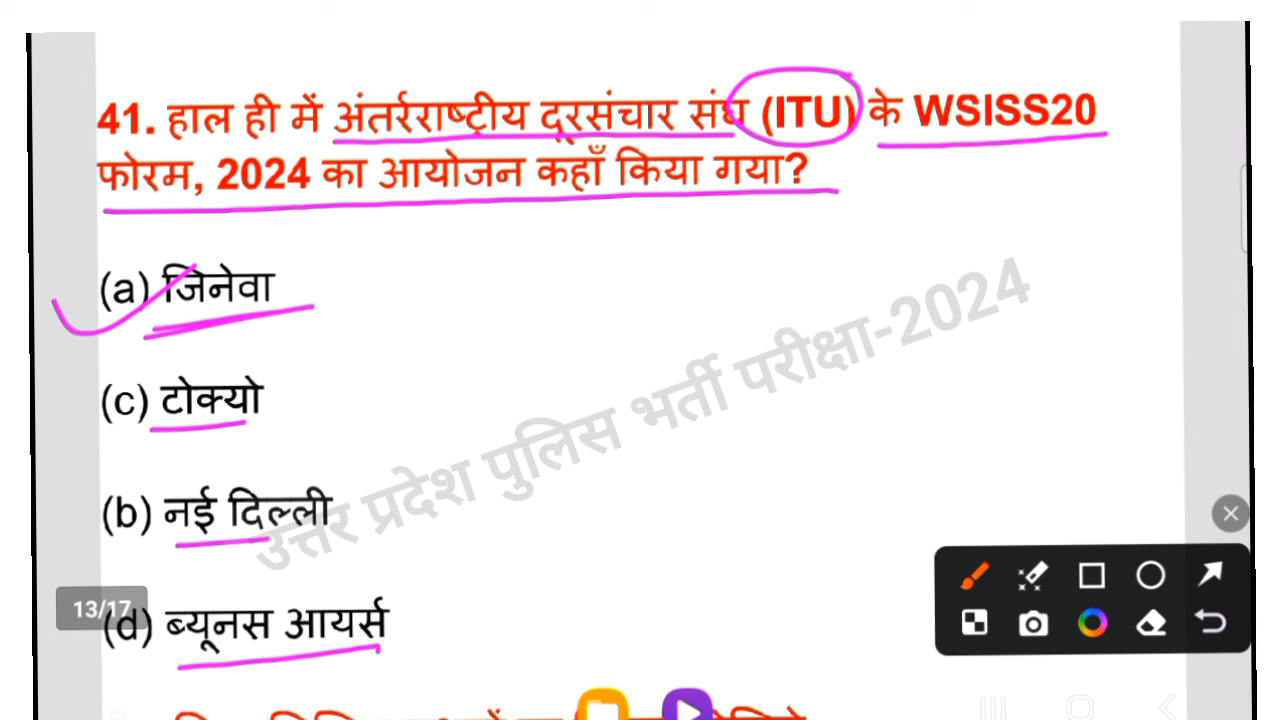 41. हाल ही में अंतर्रराष्ट्रीय दूरसंचार संघ (ITU) के WSISS20
फोरम, 2024 का आयोजन कहाँ किया गया?
(a) जिनेवा
(c) टोक्यो
(b) नई दिल्ली
(d) ब्यूनस आयर्स
13/17
उत्तर प्रदेश पुलिस भर्ती परीक्षा-2024